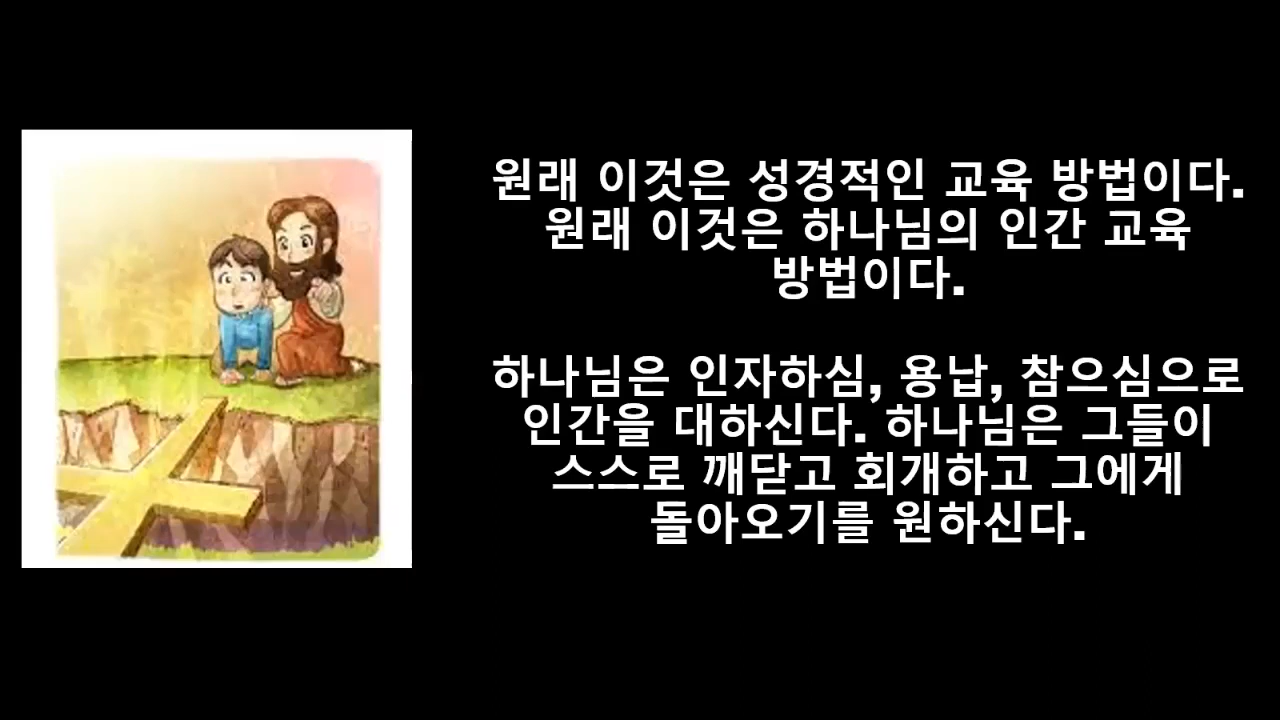 원래 이것은 성경적인 교육 방법이다.
원래 이것은 하나님의 인간 교육
방법이다.
하나님은 인자하심, 용납, 참으심으로
인간을 대하신다. 하나님은 그들이
스스로 깨닫고 회개하고 그에게
돌아오기를 원하신다.